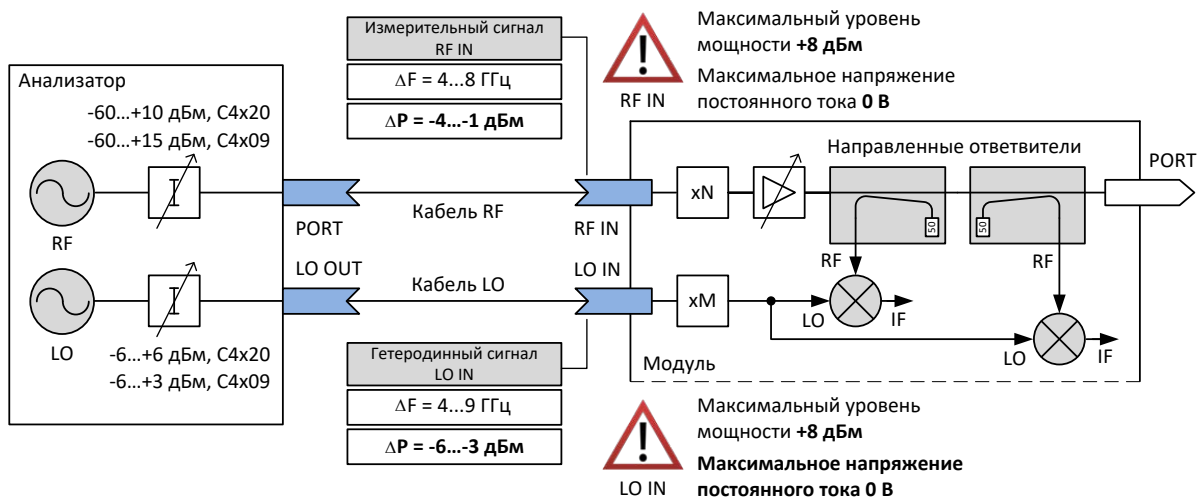 Измерительный сигнал
RF IN
ΔF = 4...8 ГГц
ΔP = -4...-1 дБм
RF IN
Максимальный уровень
мощности +8 дБм
Максимальное напряжение
постоянного тока 0 В
Анализатор
-60...+10 дБм, С4х20
-60...+15 дБм, С4х09
RF
PORT
Кабель RF
RF IN
xN
Направленные ответвители
50
50
PORT
RF
RF
LO
-6...+6 дБм, С4х20
-6...+3 дБм, С4х09
LO OUT
Кабель LO
LO IN
xM
LO
IF
LO
IF
Модуль
Гетеродинный сигнал
LO IN
ΔF = 4...9 ГГц
ΔP = -6...-3 дБм
LO IN
Максимальный уровень
мощности +8 дБм
Максимальное напряжение
постоянного тока 0 В